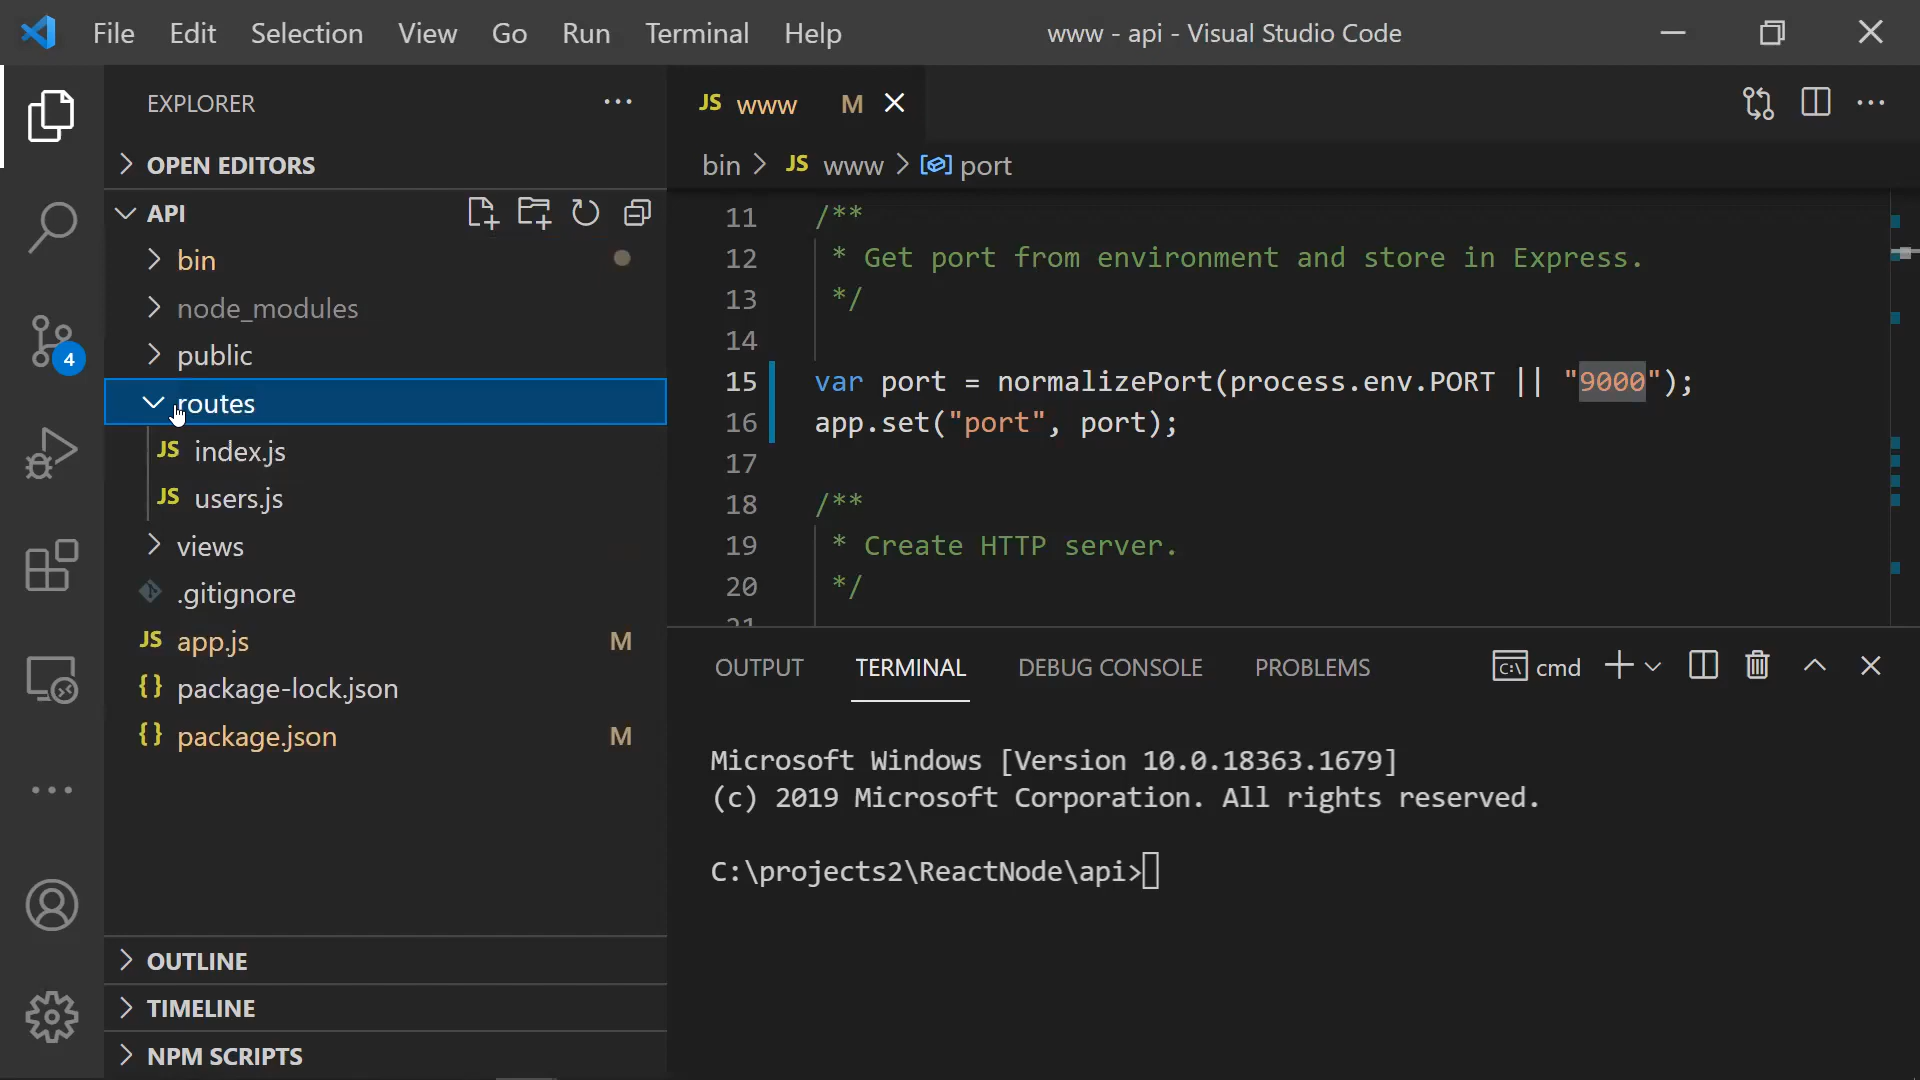 File Edit Selection View Go Run Terminal Help
www - api - Visual Studio Code
EXPLORER
OPEN EDITORS
API
bin
node_modules
public
routes
JS index.js
JS users.js
views
.gitignore
JS app.js M
{} package-lock.json
{} package.json M
OUTLINE
TIMELINE
NPM SCRIPTS
4
JS www M
bin > JS www > port
11 /**
12 * Get port from environment and store in Express.
13 */
14
15 var port = normalizePort(process.env.PORT || "9000");
16 app.set("port", port);
17
18 /**
19 * Create HTTP server.
20 */
21
OUTPUT TERMINAL DEBUG CONSOLE PROBLEMS
cmd
Microsoft Windows [Version 10.0.18363.1679]
(c) 2019 Microsoft Corporation. All rights reserved.
C:\projects2\ReactNode\api>